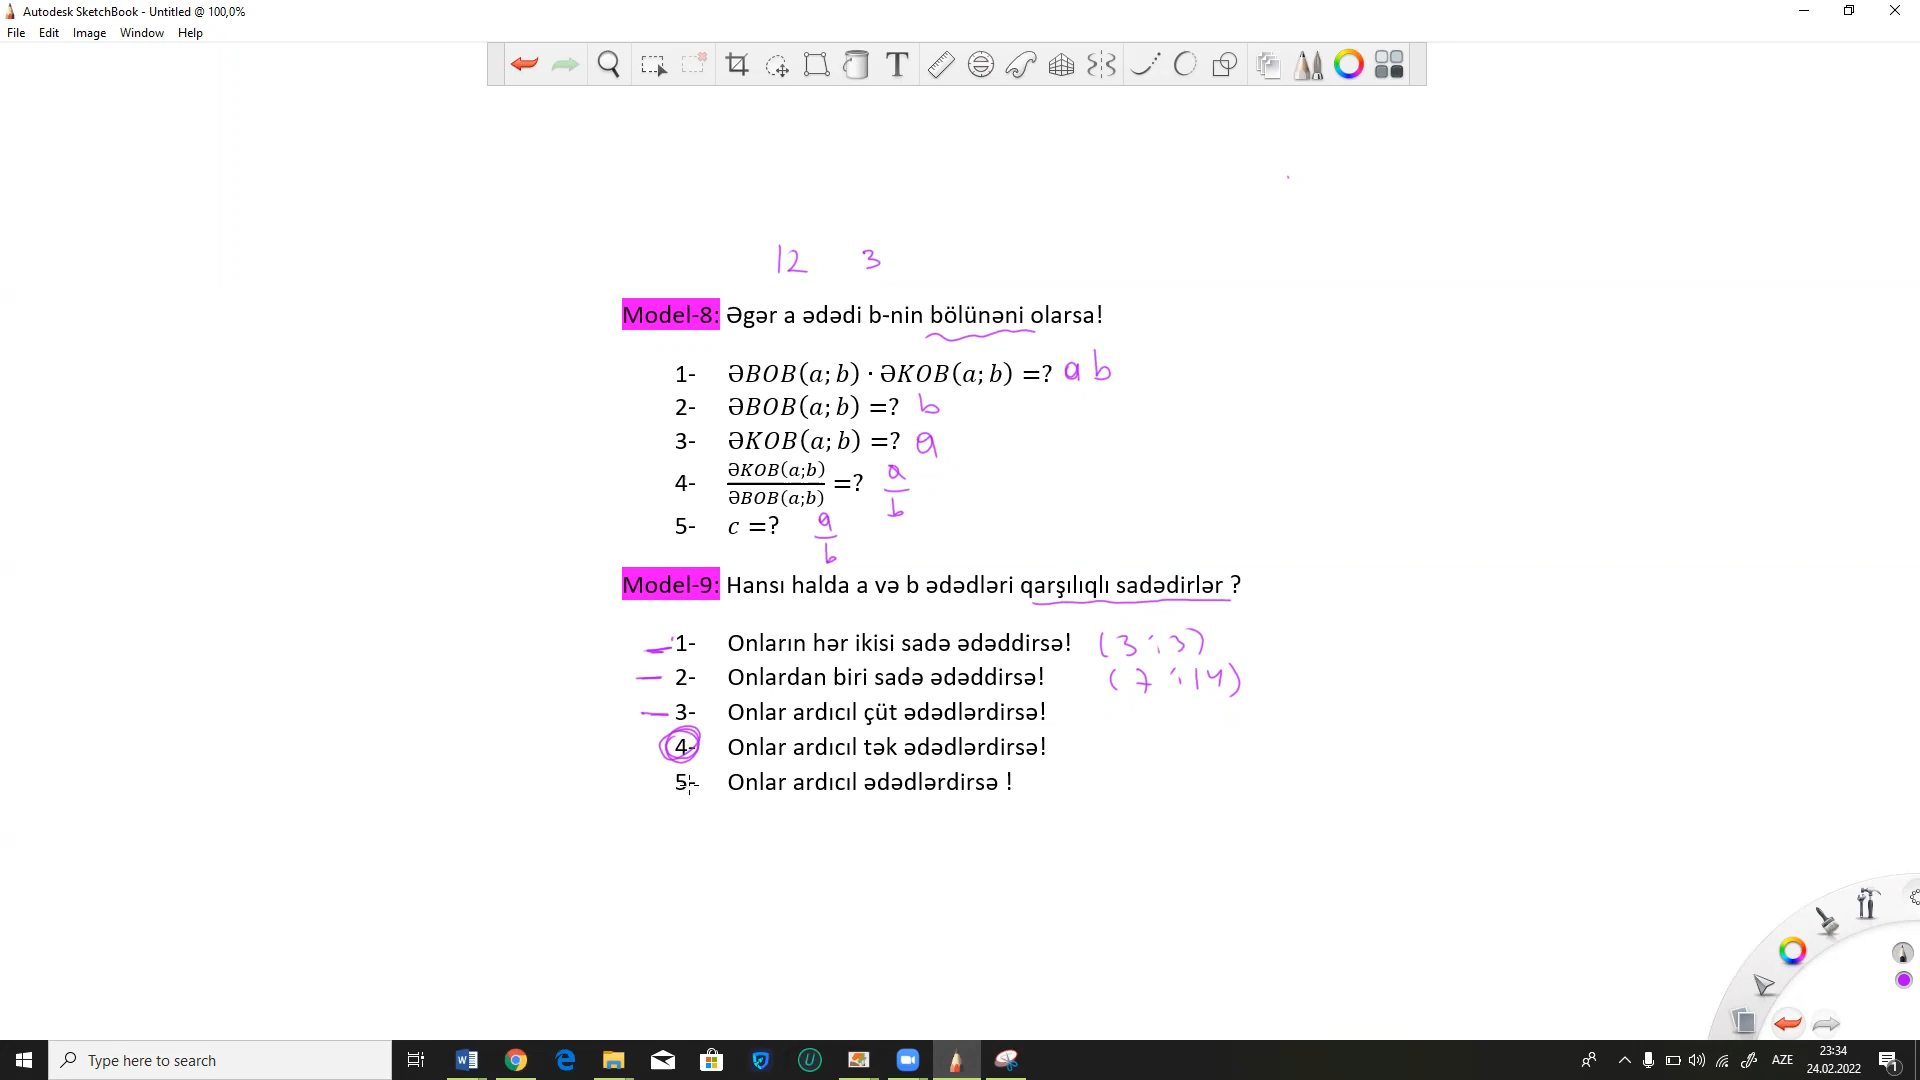 Autodesk SketchBook - Untitled @ 100,0%
File Edit Image Window Help
T
12 3
Model-8: Əgər a ədədi b-nin bölünəni olarsa!
1- ƏBOB(a; b) · ƏKOB(a; b) =? a b
2- ƏBOB(a; b) =? b
3- ƏKOB(a; b) =? a
4- ƏKOB(a;b)/ƏBOB(a;b) =? a/b
5- c =? a/b
Model-9: Hansı halda a və b ədədləri qarşılıqlı sadədirlər ?
1- Onların hər ikisi sadə ədəddirsə! (3 ; 3)
2- Onlardan biri sadə ədəddirsə! (7 ; 14)
3- Onlar ardıcıl çüt ədədlərdirsə!
4- Onlar ardıcıl tək ədədlərdirsə!
5- Onlar ardıcıl ədədlərdirsə !
Type here to search
AZE
23:34
24.02.2022
1